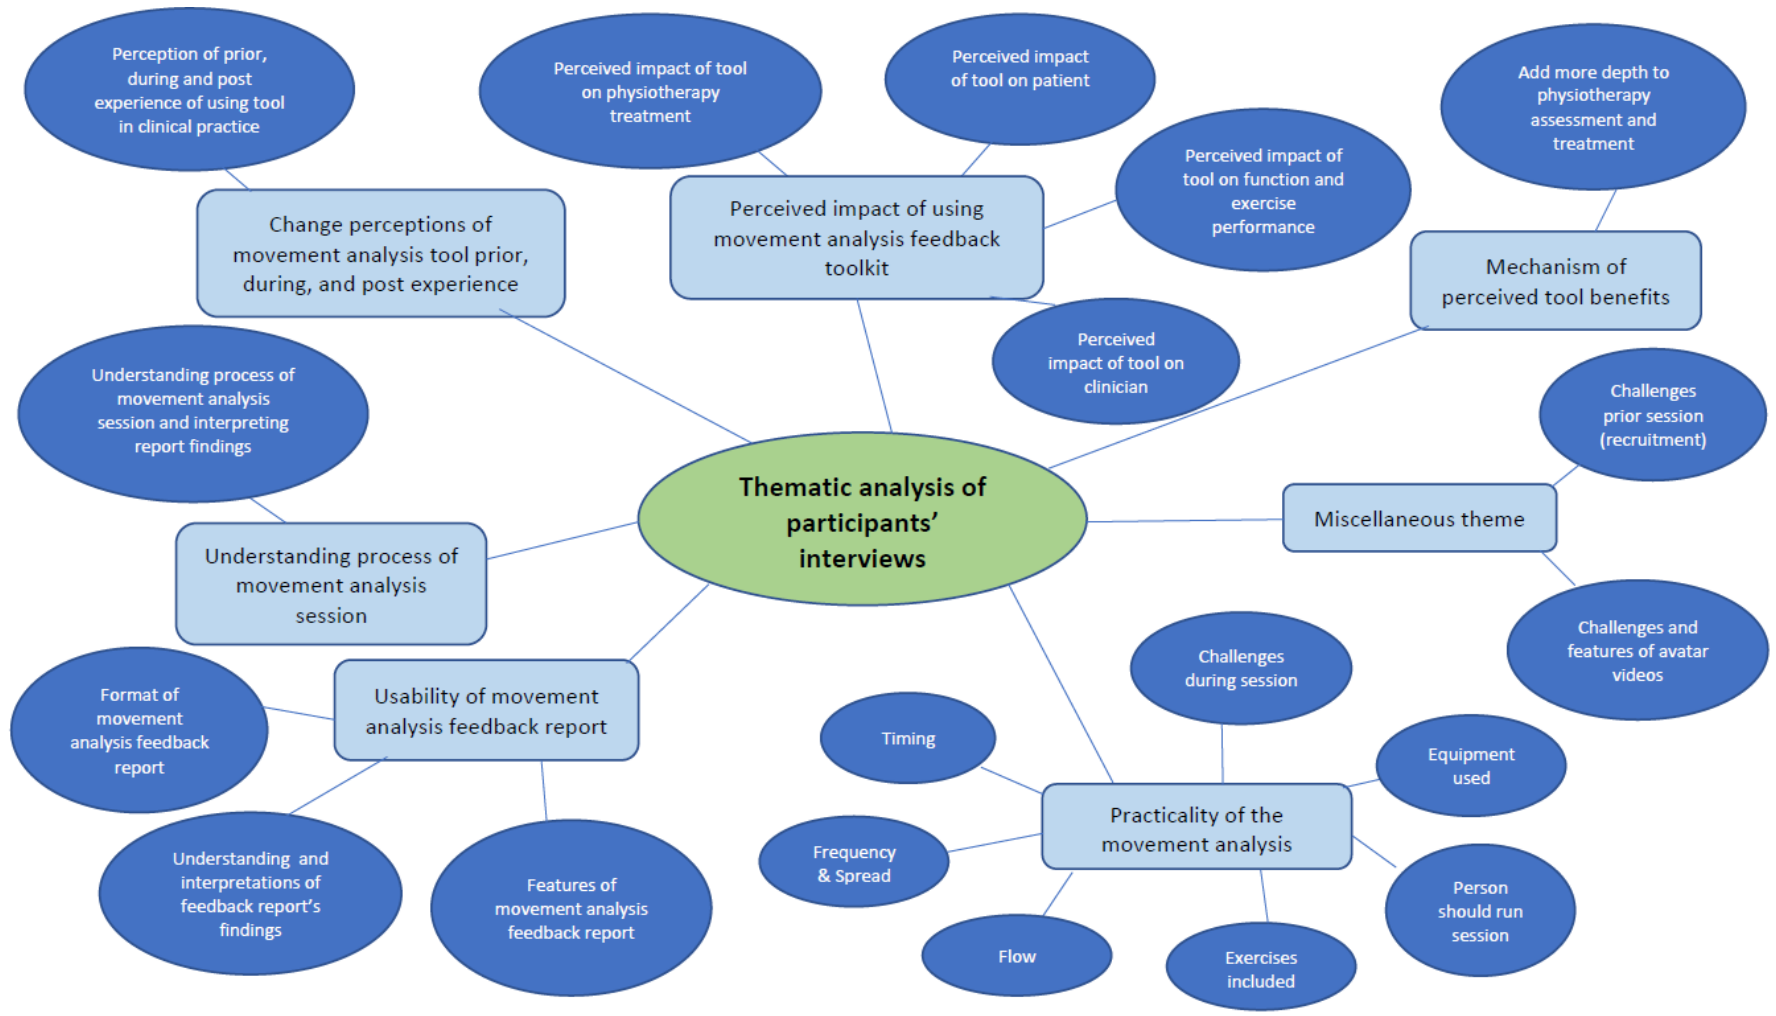 Perception of prior,
during and post
experience of using tool
in clinical practice
Perceived impact of tool
on physiotherapy
treatment
Perceived impact
of tool on patient
Add more depth to
physiotherapy
assessment and
treatment
Perceived impact of
tool on function and
exercise
performance
Change perceptions of
movement analysis tool prior,
during, and post experience
Perceived impact of using
movement analysis feedback
toolkit
Mechanism of
perceived tool benefits
Perceived
impact of tool on
clinician
Understanding process of
movement analysis
session and interpreting
report findings
Challenges
prior session
(recruitment)
Thematic analysis of
participants’
interviews
Miscellaneous theme
Understanding process of
movement analysis
session
Challenges and
features of avatar
videos
Usability of movement
analysis feedback report
Format of
movement
analysis feedback
report
Challenges
during session
Timing
Equipment
used
Practicality of the
movement analysis
Frequency
& Spread
Understanding  and
interpretations of
feedback report’s
findings
Features of
movement analysis
feedback report
Person
should run
session
Flow
Exercises
included